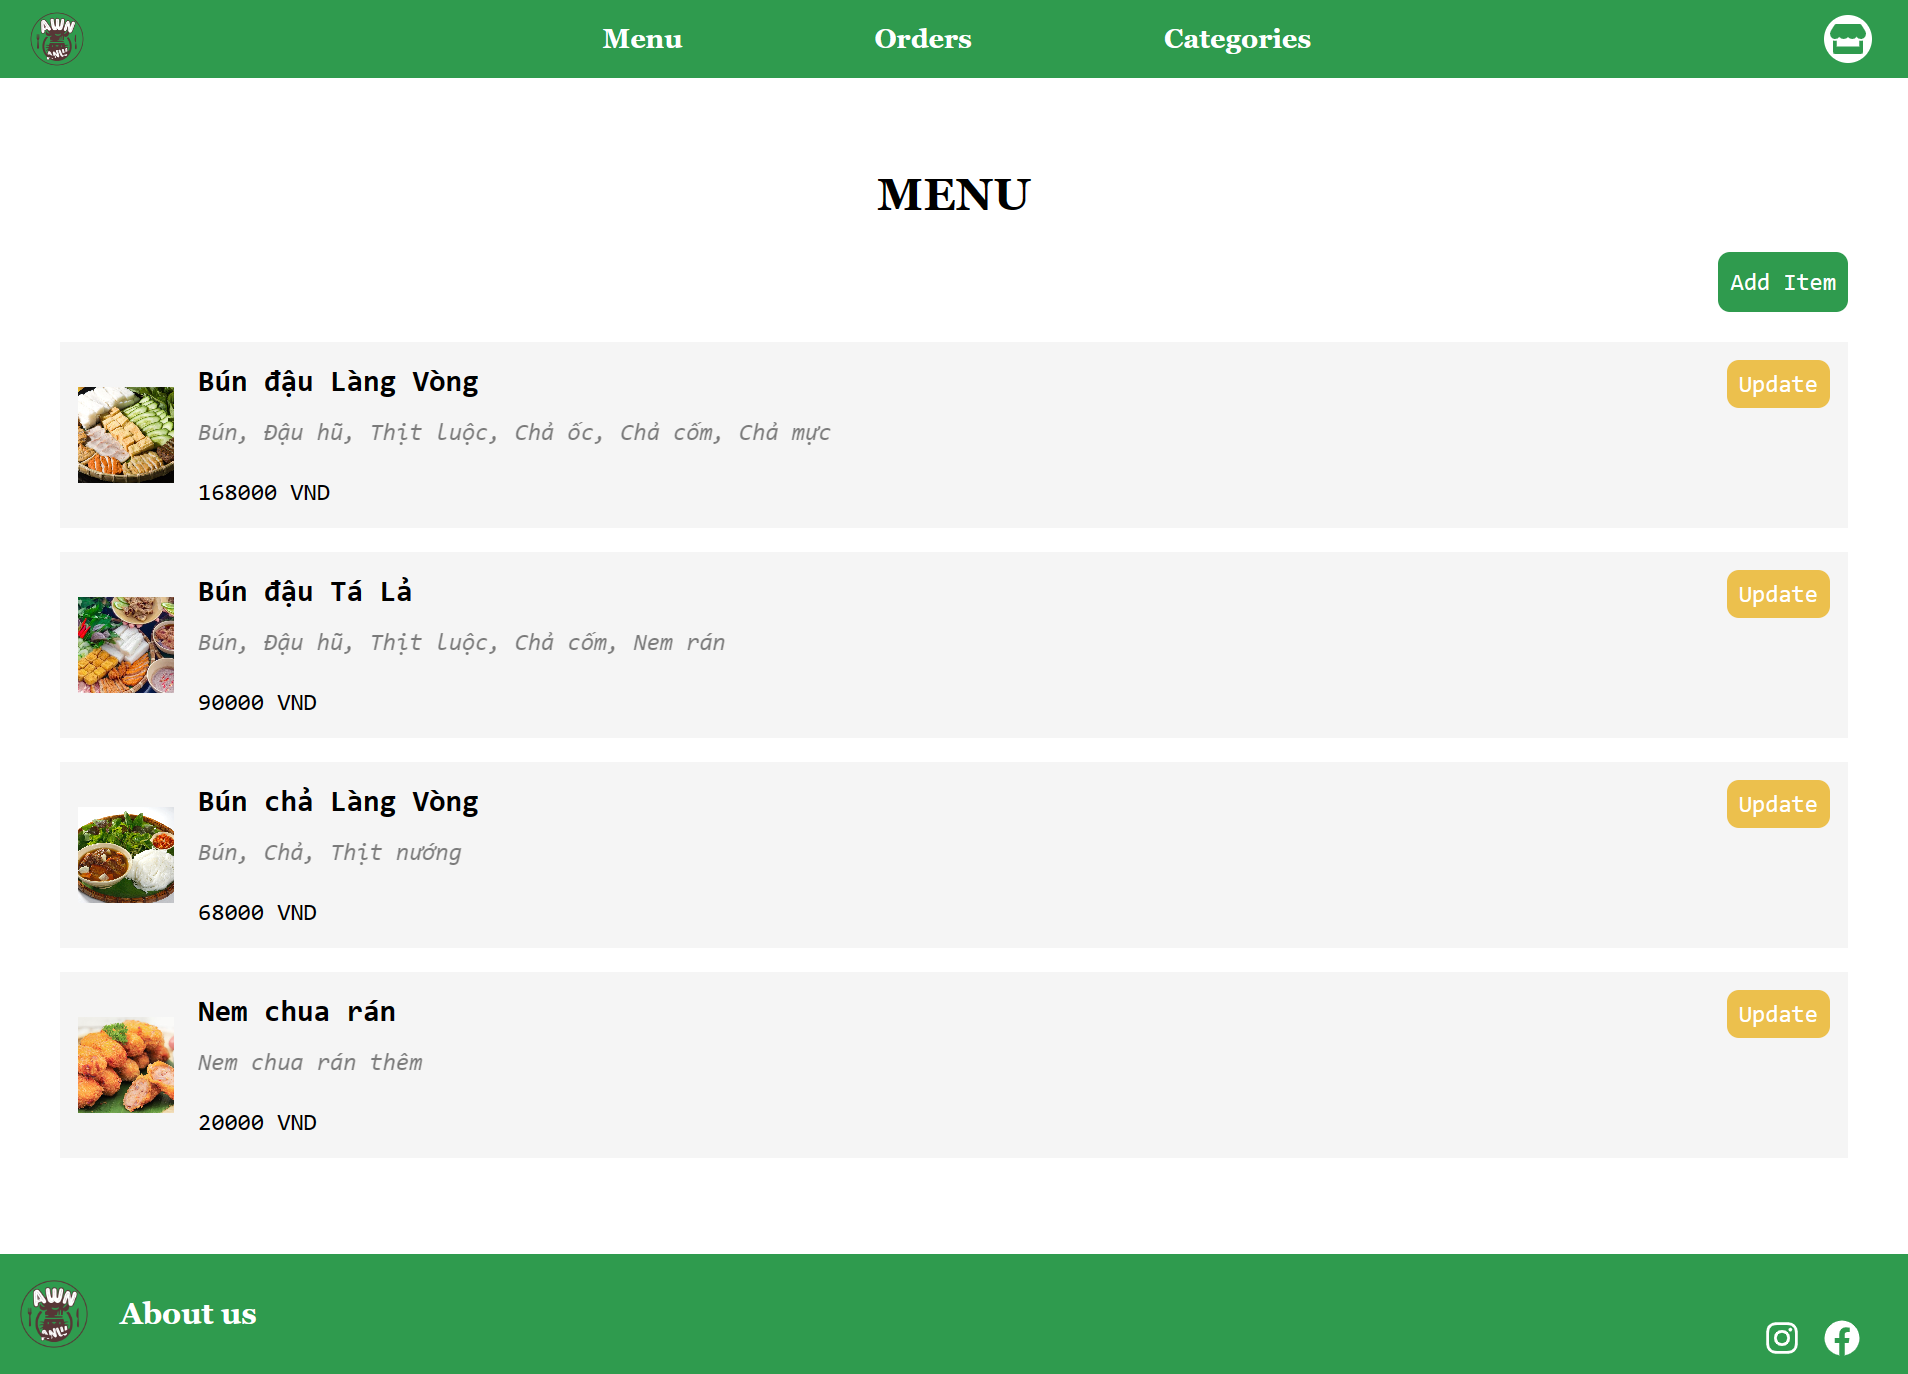 AWN
ANLI
Menu
Orders
Categories
MENU
Add Item
Bún đậu Làng Vòng
Update
Bún, Đậu hũ, Thịt luộc, Chả ốc, Chả cốm, Chả mực
168000 VND
Bún đậu Tá Lả
Update
Bún, Đậu hũ, Thịt luộc, Chả cốm, Nem rán
90000 VND
Bún chả Làng Vòng
Update
Bún, Chả, Thịt nướng
68000 VND
Nem chua rán
Update
Nem chua rán thêm
20000 VND
AWN
ANLI
About us